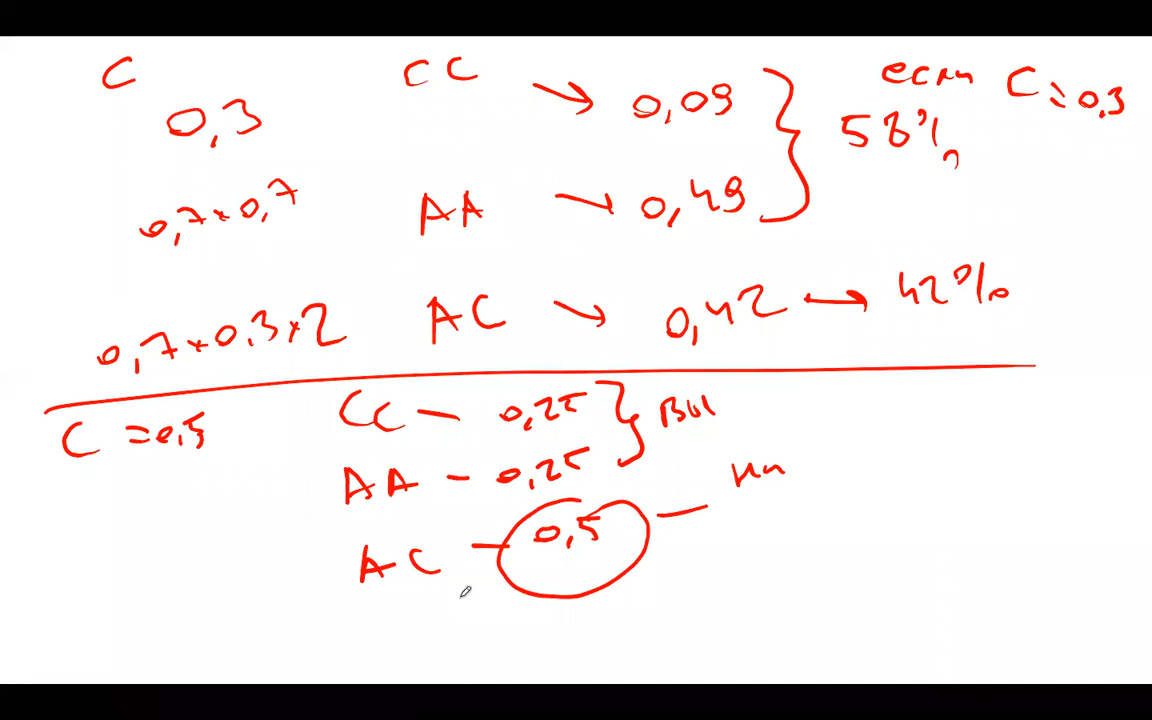 C CC → 0,09 если C = 0,3
0,3 58%
0,7 × 0,7 AA → 0,49
0,7 × 0,3 × 2 AC → 0,42 → 42%
C = 0,5 CC — 0,25
AA — 0,25
AC — 0,5